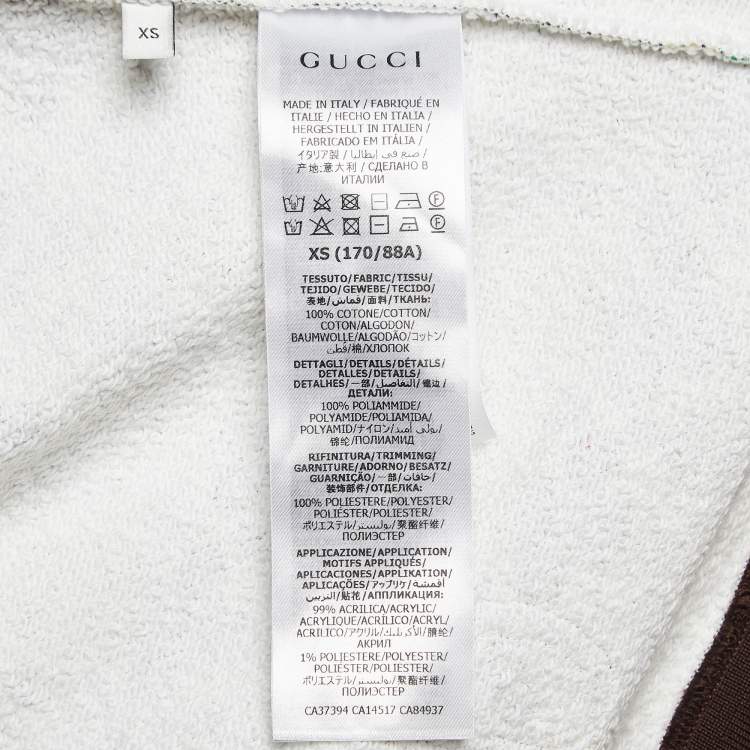 XS
GUCCI
MADE IN ITALY / FABRIQUÉ EN
ITALIE / HECHO EN ITALIA /
HERGESTELLT IN ITALIEN /
FABRICADO EM ITÁLIA /
イタリア製 / صنع في إيطاليا /
产地:意大利 / СДЕЛАНО В
ИТАЛИИ
XS (170/88A)
TESSUTO/FABRIC/TISSU/
TEJIDO/GEWEBE/TECIDO/
表地/قماش/面料/ТКАНЬ:
100% COTONE/COTTON/
COTON/ALGODON/
BAUMWOLLE/ALGODÃO/コットン/
قطن/棉/ХЛОПОК
DETTAGLI/DETAILS/DÉTAILS/
DETALLES/DETAILS/
DETALHES/一部/التفاصيل/镶边/
ДЕТАЛИ:
100% POLIAMMIDE/
POLYAMIDE/POLIAMIDA/
POLYAMID/ナイロン/بولي أميد/
锦纶/ПОЛИАМИД
RIFINITURA/TRIMMING/
GARNITURE/ADORNO/BESATZ/
GUARNIÇÃO/一部/حافات/
装饰部件/ОТДЕЛКА:
100% POLIESTERE/POLYESTER/
POLIÉSTER/POLYESTER/
ポリエステル/بوليستر/聚酯纤维/
ПОЛИЭСТЕР
APPLICAZIONE/APPLICATION/
MOTIFS APPLIQUÉS/
APLICACIONES/APPLIKATION/
APLICAÇÕES/アップリケ/أقمشة
التزيين/贴花/АППЛИКАЦИЯ:
99% ACRILICA/ACRYLIC/
ACRYLIQUE/ACRÍLICO/ACRYL/
ACRÍLICO/アクリル/الأكريليك/腈纶/
АКРИЛ
1% POLIESTERE/POLYESTER/
POLIÉSTER/POLYESTER/
ポリエステル/بوليستر/聚酯纤维/
ПОЛИЭСТЕР
CA37394 CA14517 CA84937